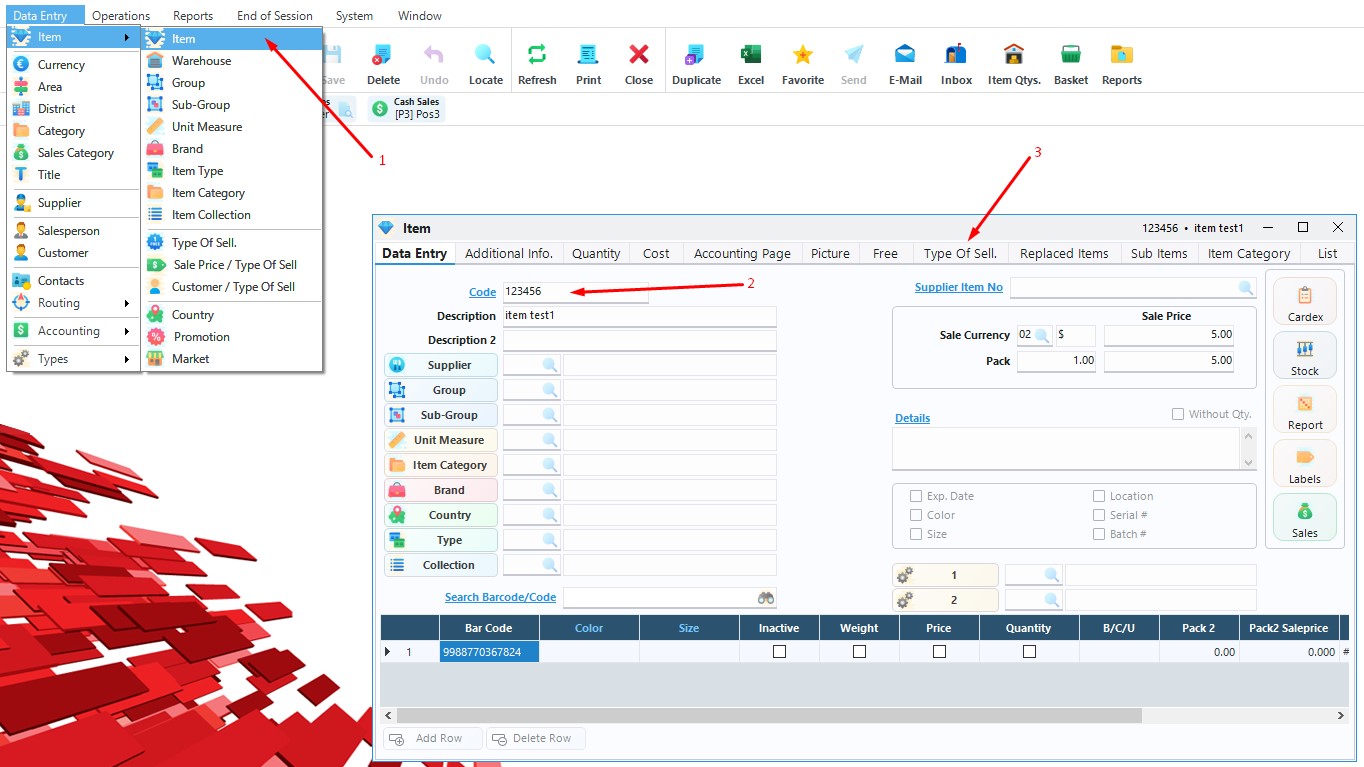 Data Entry Operations Reports End of Session System Window
Item
Currency
Area
District
Category
Sales Category
Title
Supplier
Salesperson
Customer
Contacts
Routing
Accounting
Types
Item
Warehouse
Group
Sub-Group
Unit Measure
Brand
Item Type
Item Category
Item Collection
Type Of Sell.
Sale Price / Type Of Sell
Customer / Type Of Sell
Country
Promotion
Market
Delete Undo Locate Refresh Print Close Duplicate Excel Favorite Send E-Mail Inbox Item Qtys. Basket Reports
Cash Sales
[P3] Pos3
1
3
Item 123456 • item test1
Data Entry Additional Info. Quantity Cost Accounting Page Picture Free Type Of Sell. Replaced Items Sub Items Item Category List
Code 123456
2
Description item test1
Description 2
Supplier
Group
Sub-Group
Unit Measure
Item Category
Brand
Country
Type
Collection
Search Barcode/Code
Supplier Item No
Sale Price
Sale Currency 02 $ 5.00
Pack 1.00 5.00
Without Qty.
Details
Exp. Date Location
Color Serial #
Size Batch #
1
2
Cardex
Stock
Report
Labels
Sales
Bar Code Color Size Inactive Weight Price Quantity B/C/U Pack 2 Pack2 Saleprice
1 9988770367824 0.00 0.000 #
Add Row Delete Row